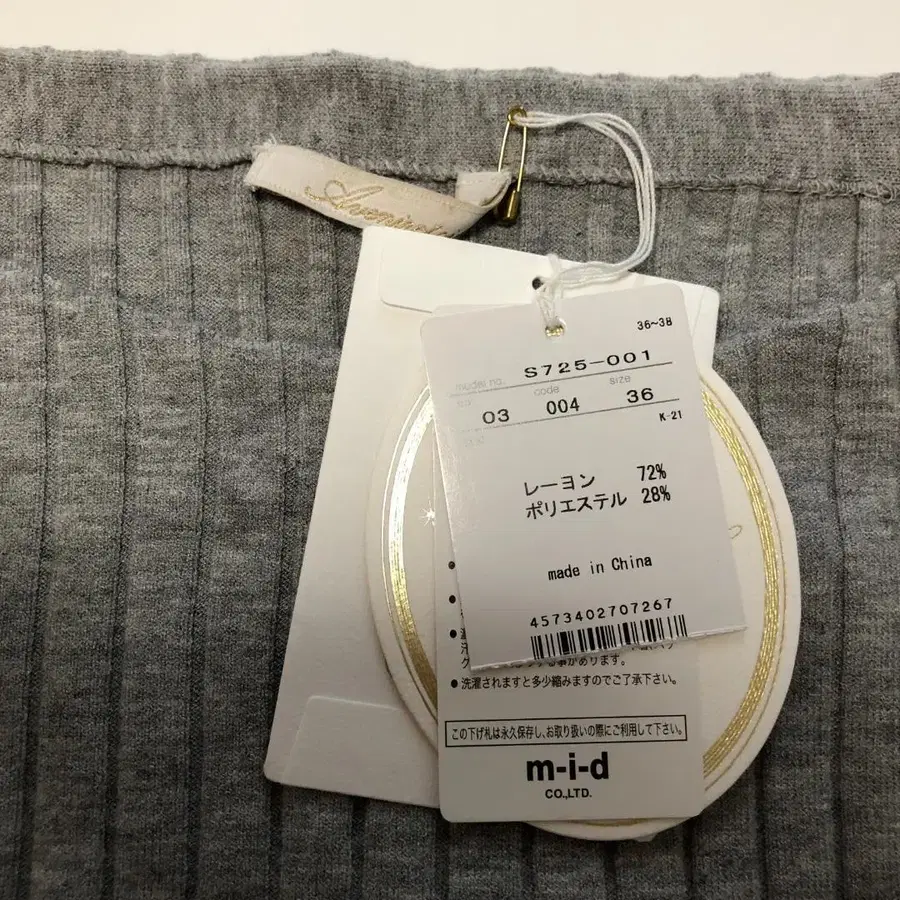 36~38
model no. S725-001
code size
03 004 36
K-21
レーヨン 72%
ポリエステル 28%
made in China
4573402707267
●洗濯されますと多少縮みますのでご了承下さい。
この下げ札は永久保存し、お取り扱いの際にご利用して下さい。
m-i-d
CO.,LTD.